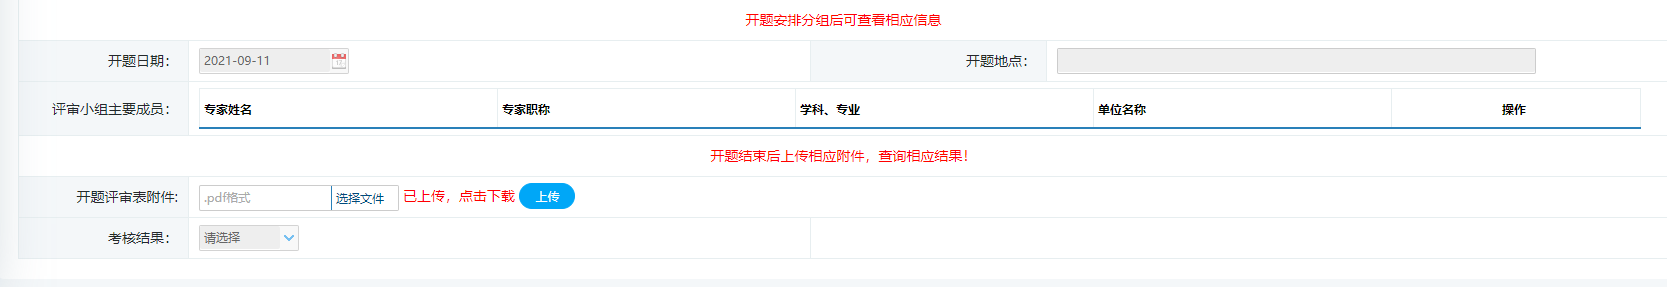 开题安排分组后可查看相应信息
开题日期： 2021-09-11 开题地点：
评审小组主要成员： 专家姓名 专家职称 学科、专业 单位名称 操作
开题结束后上传相应附件，查询相应结果！
开题评审表附件: .pdf格式 选择文件 已上传，点击下载 上传
考核结果： 请选择